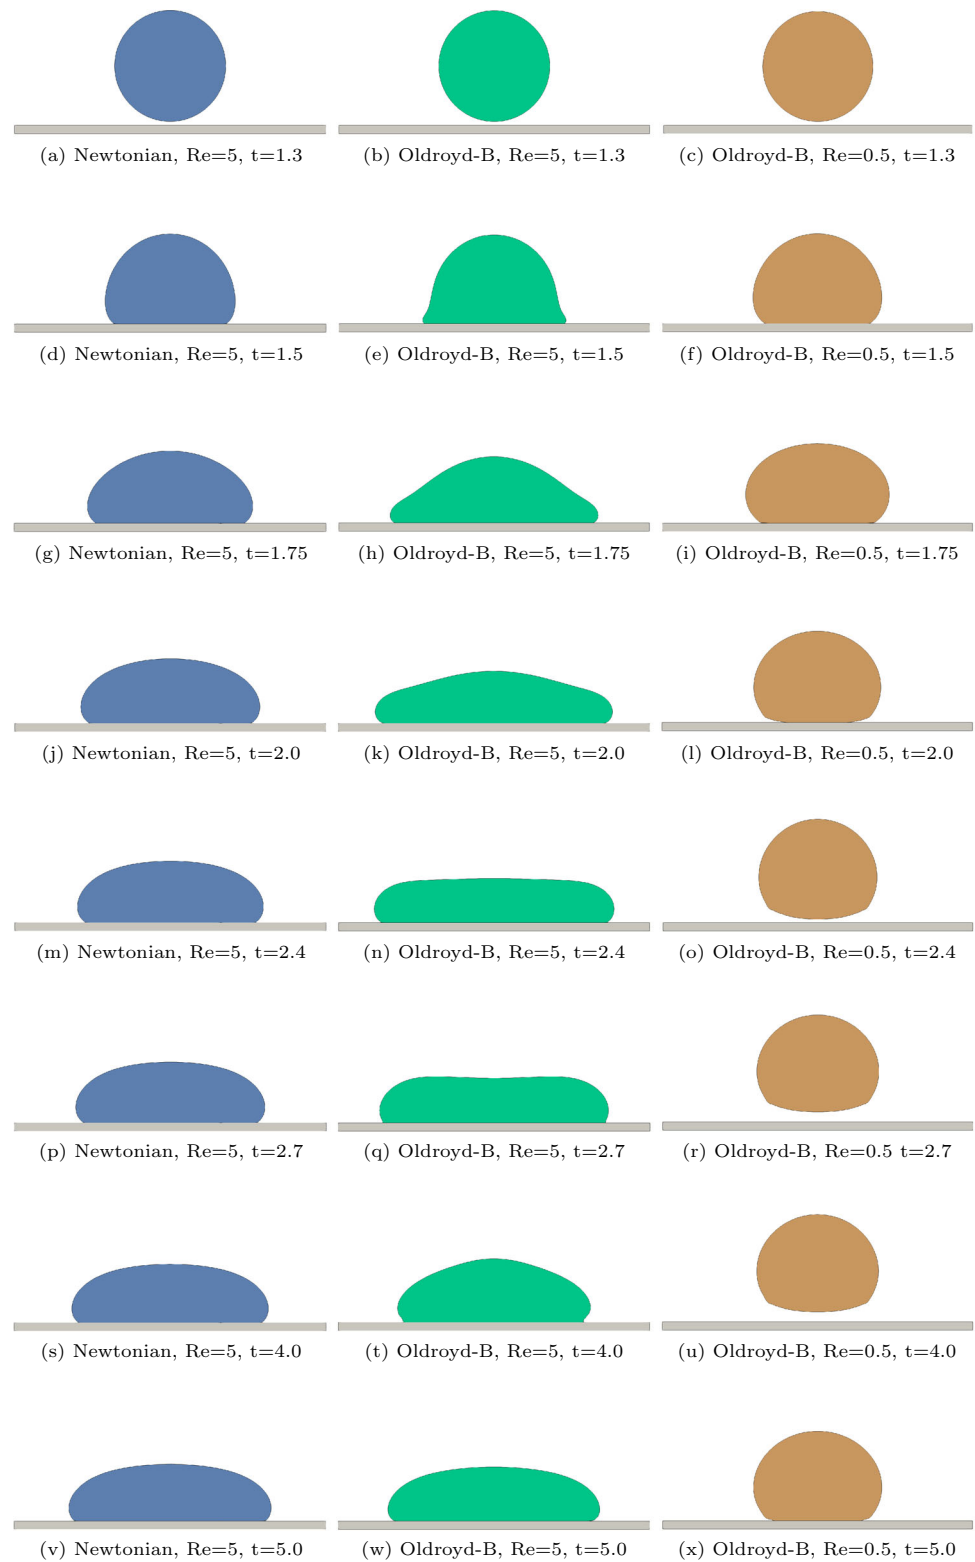 (a) Newtonian, Re=5, t=1.3
(b) Oldroyd-B, Re=5, t=1.3
(c) Oldroyd-B, Re=0.5, t=1.3
(d) Newtonian, Re=5, t=1.5
(e) Oldroyd-B, Re=5, t=1.5
(f) Oldroyd-B, Re=0.5, t=1.5
(g) Newtonian, Re=5, t=1.75
(h) Oldroyd-B, Re=5, t=1.75
(i) Oldroyd-B, Re=0.5, t=1.75
(j) Newtonian, Re=5, t=2.0
(k) Oldroyd-B, Re=5, t=2.0
(l) Oldroyd-B, Re=0.5, t=2.0
(m) Newtonian, Re=5, t=2.4
(n) Oldroyd-B, Re=5, t=2.4
(o) Oldroyd-B, Re=0.5, t=2.4
(p) Newtonian, Re=5, t=2.7
(q) Oldroyd-B, Re=5, t=2.7
(r) Oldroyd-B, Re=0.5 t=2.7
(s) Newtonian, Re=5, t=4.0
(t) Oldroyd-B, Re=5, t=4.0
(u) Oldroyd-B, Re=0.5, t=4.0
(v) Newtonian, Re=5, t=5.0
(w) Oldroyd-B, Re=5, t=5.0
(x) Oldroyd-B, Re=0.5, t=5.0